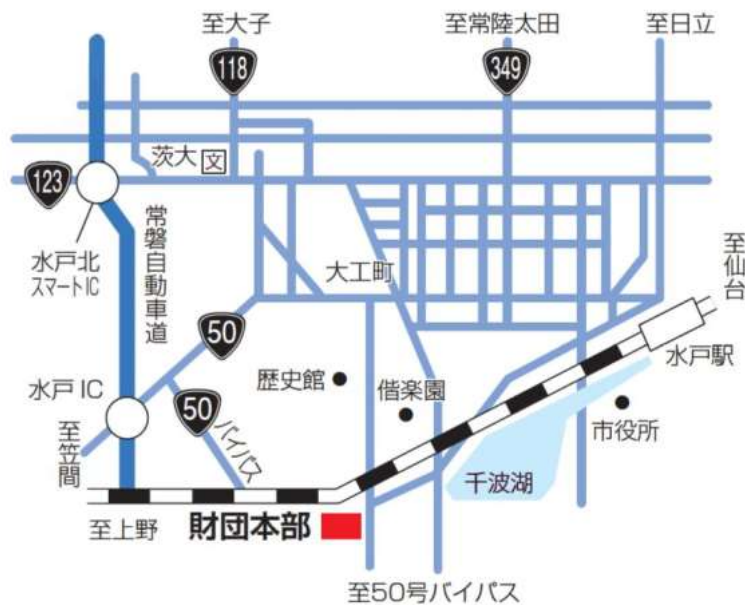 至大子
至常陸太田
至日立
118
349
茨大
文
123
水戸北
スマートIC
常磐自動車道
大工町
至仙台
50
水戸駅
歴史館
偕楽園
水戸IC
50
バイパス
市役所
至笠間
千波湖
至上野
財団本部
至50号バイパス